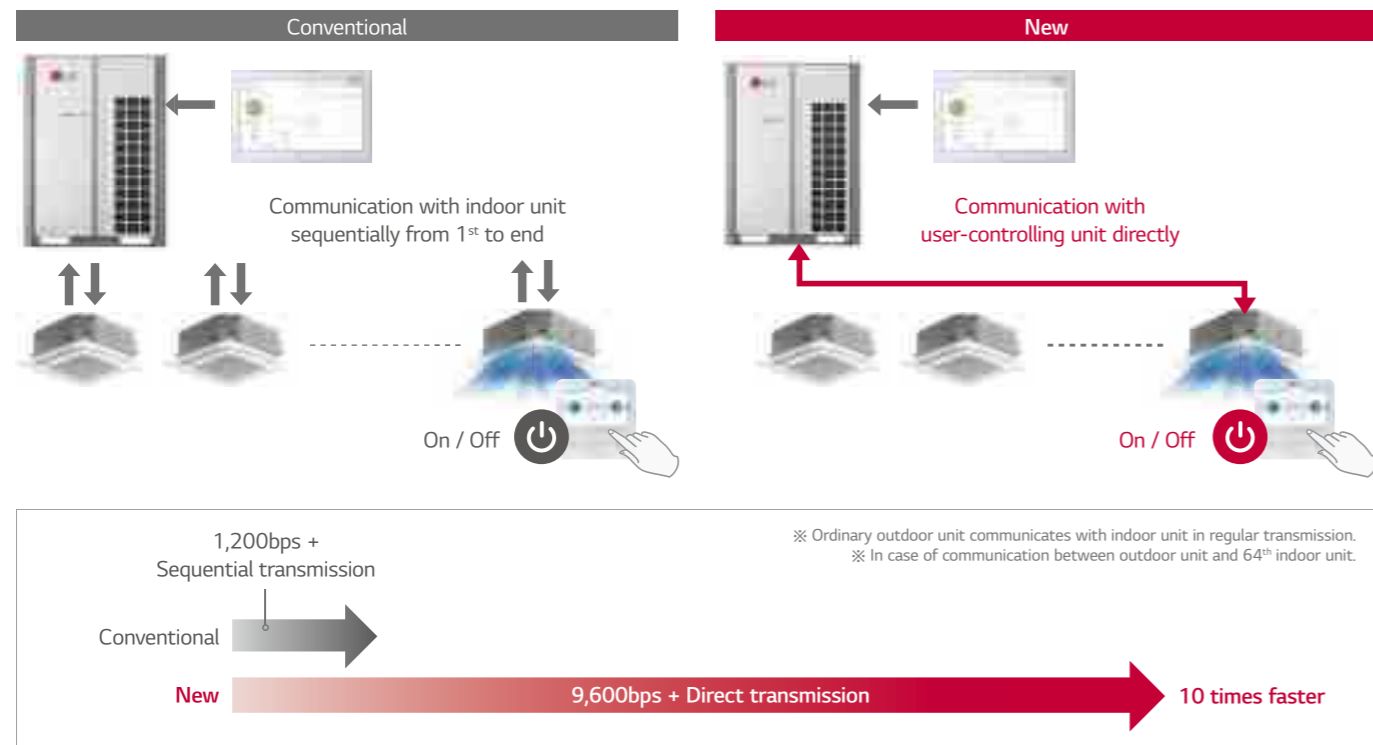 Conventional
New
Communication with indoor unit
sequentially from 1st to end
Communication with
user-controlling unit directly
On / Off
On / Off
1,200bps +
Sequential transmission
※ Ordinary outdoor unit communicates with indoor unit in regular transmission.
※ In case of communication between outdoor unit and 64th indoor unit.
Conventional
New
9,600bps + Direct transmission
10 times faster